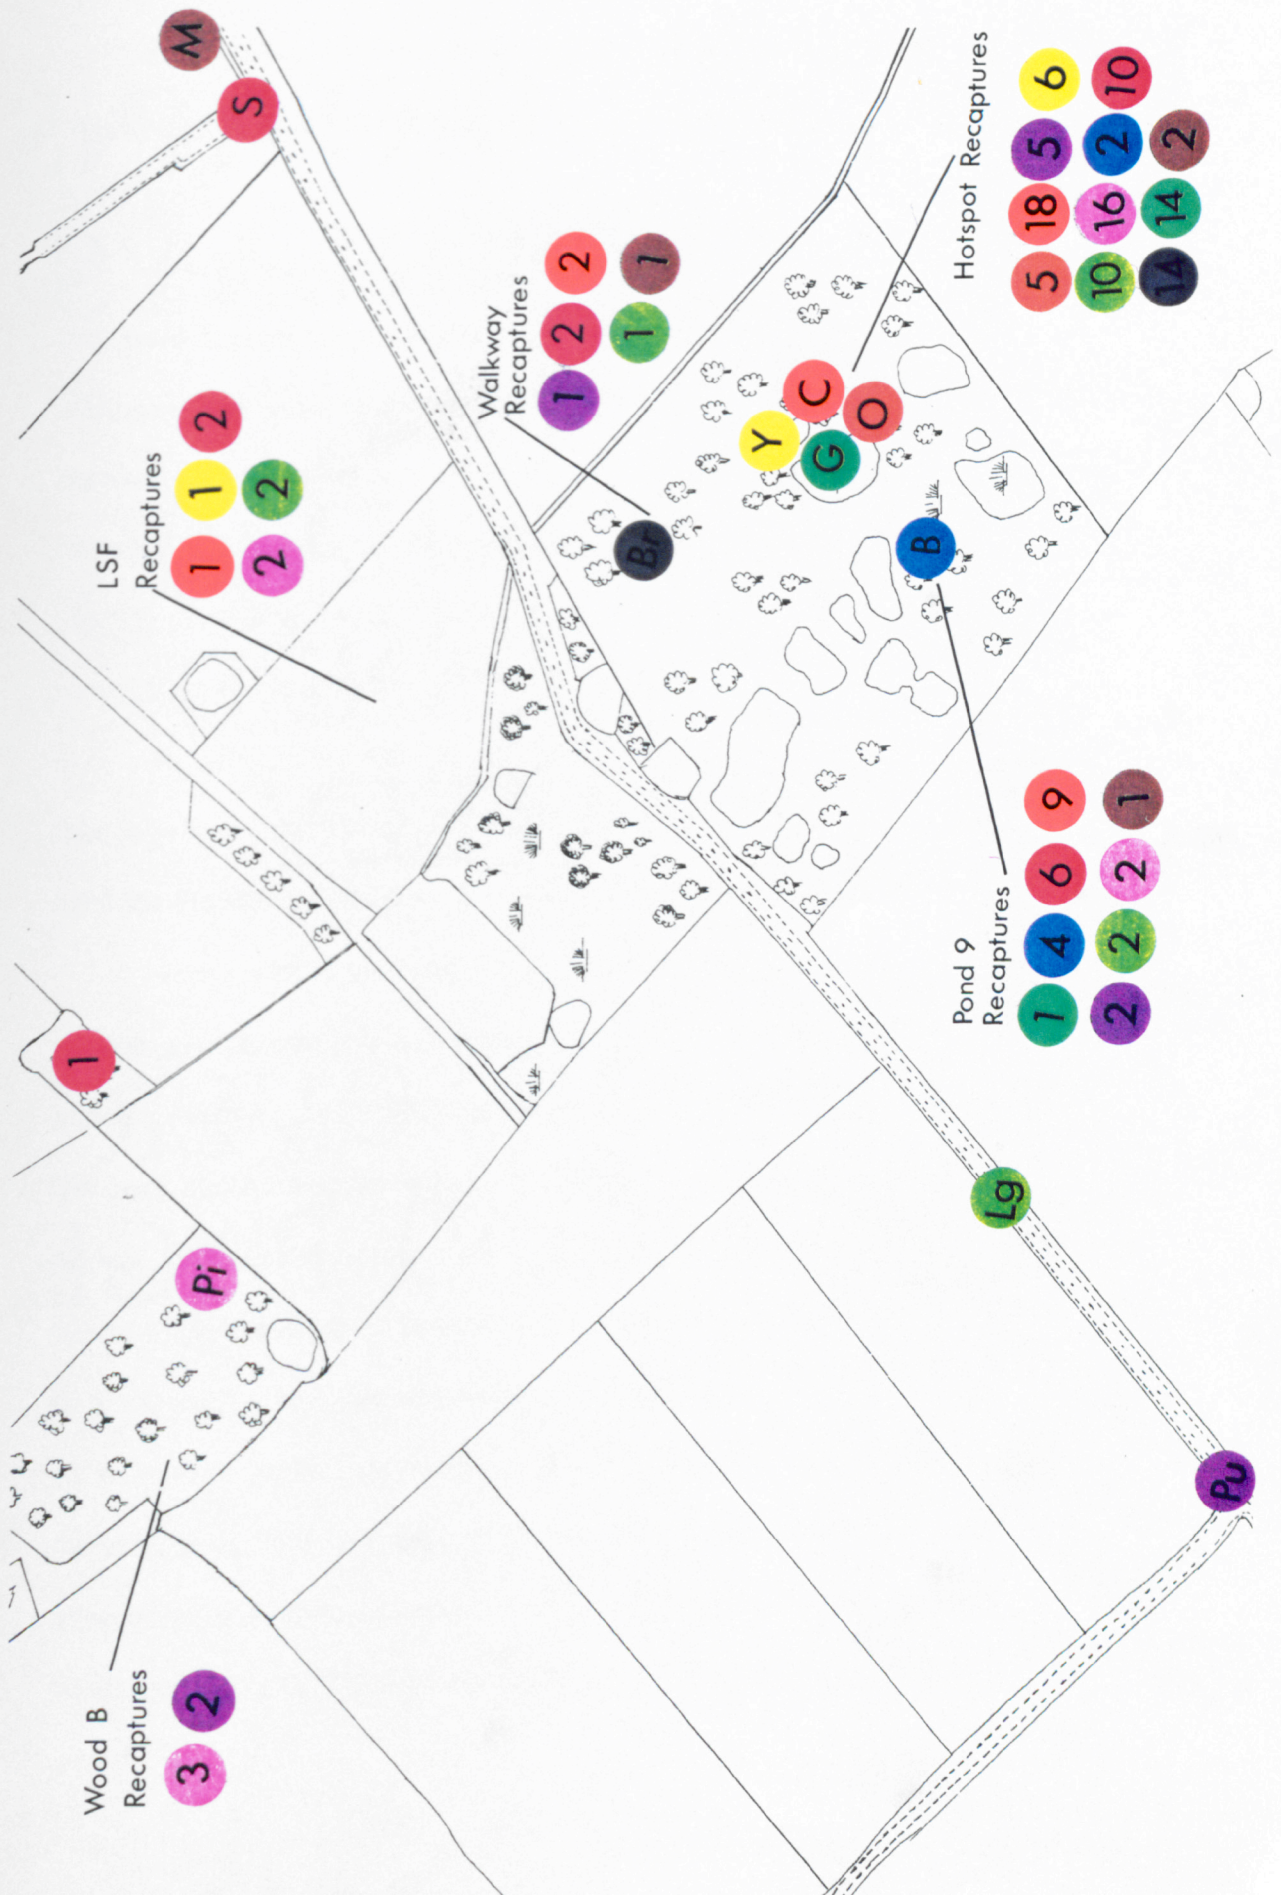 Wood B
Recaptures
3 2
Pi
1
LSF
Recaptures
1 1 2
2 2
M
S
Walkway
Recaptures
1 2 2
1 1
Br
Y
C
G
O
B
Pond 9
Recaptures
1 4 6 9
2 2 2 1
Hotspot Recaptures
5 18 5 6
10 16 2 10
14 14 2
Lg
Pu